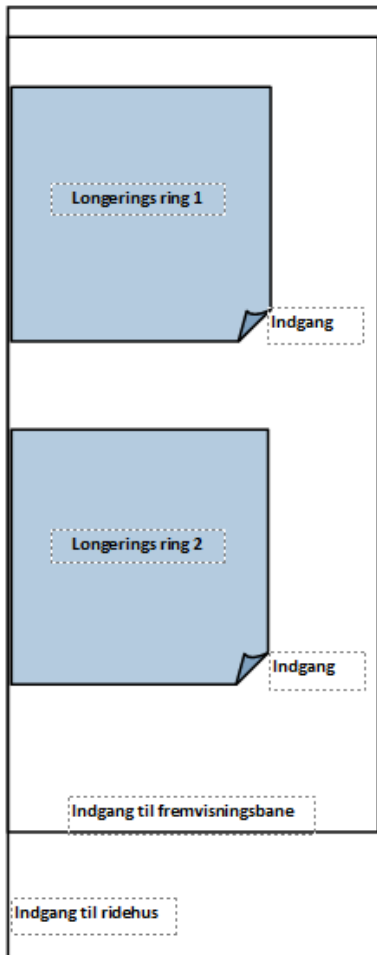 Longerings ring 1
Indgang
Longerings ring 2
Indgang
Indgang til fremvisningsbane
Indgang til ridehus